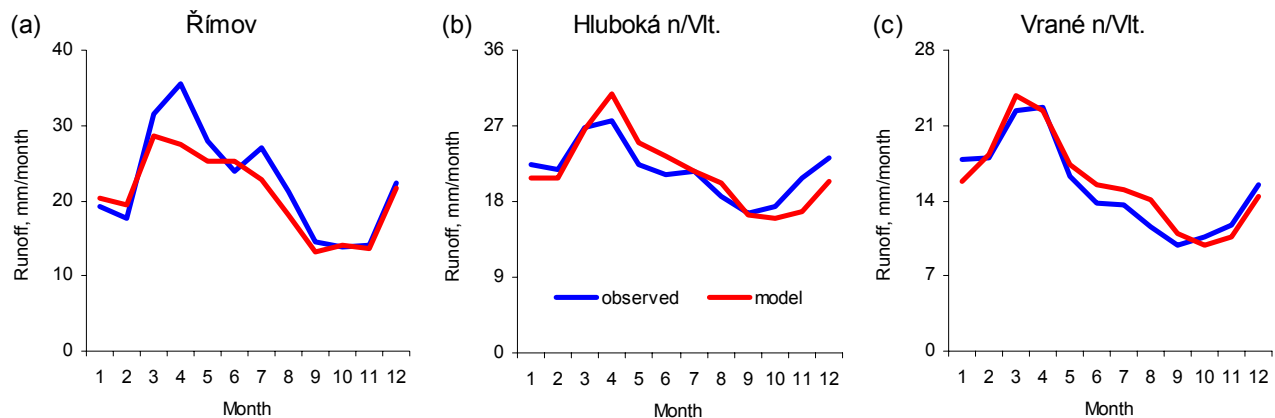 (a) Římov
Runoff, mm/month
40
30
20
10
0
1 2 3 4 5 6 7 8 9 10 11 12
Month
(b) Hluboká n/Vlt.
Runoff, mm/month
36
27
18
9
0
observed model
1 2 3 4 5 6 7 8 9 10 11 12
Month
(c) Vrané n/Vlt.
Runoff, mm/month
28
21
14
7
0
1 2 3 4 5 6 7 8 9 10 11 12
Month